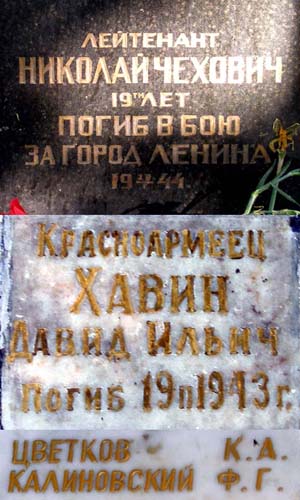 ЛЕЙТЕНАНТ
НИКОЛАЙ ЧЕХОВИЧ
19ТИ ЛЕТ
ПОГИБ В БОЮ
ЗА ГОРОД ЛЕНИНА
1944 г.
КРАСНОАРМЕЕЦ
ХАВИН
ДАВИД ИЛЬИЧ
ПОГИБ 19 II 1943 г.
ЦВЕТКОВ - К.А.
КАЛИНОВСКИЙ Ф.Г.